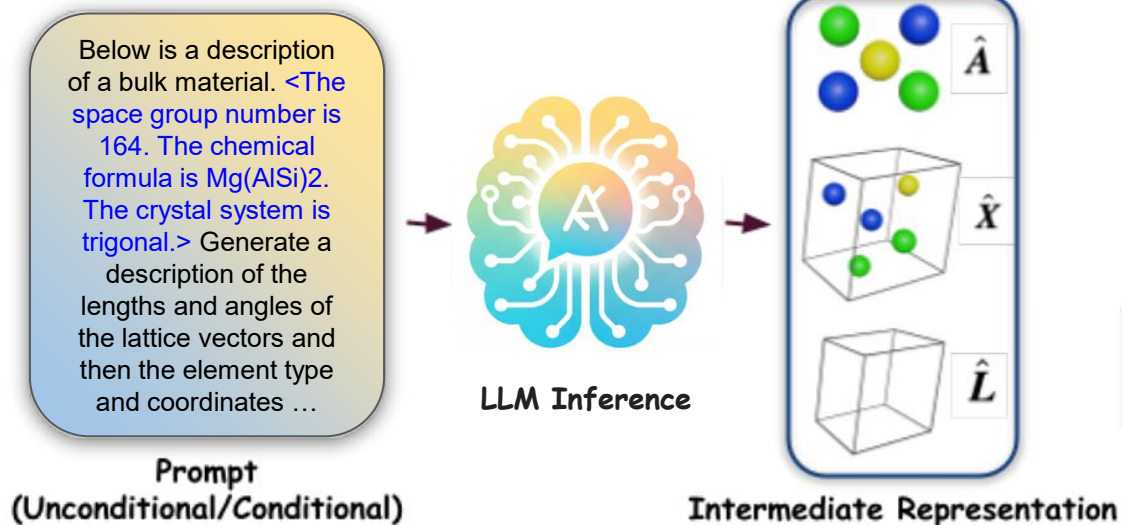 Below is a description
of a bulk material. <The
space group number is
164. The chemical
formula is Mg(AlSi)2.
The crystal system is
trigonal.> Generate a
description of the
lengths and angles of
the lattice vectors and
then the element type
and coordinates …
Prompt
(Unconditional/Conditional)
LLM Inference
Â
X̂
L̂
Intermediate Representation